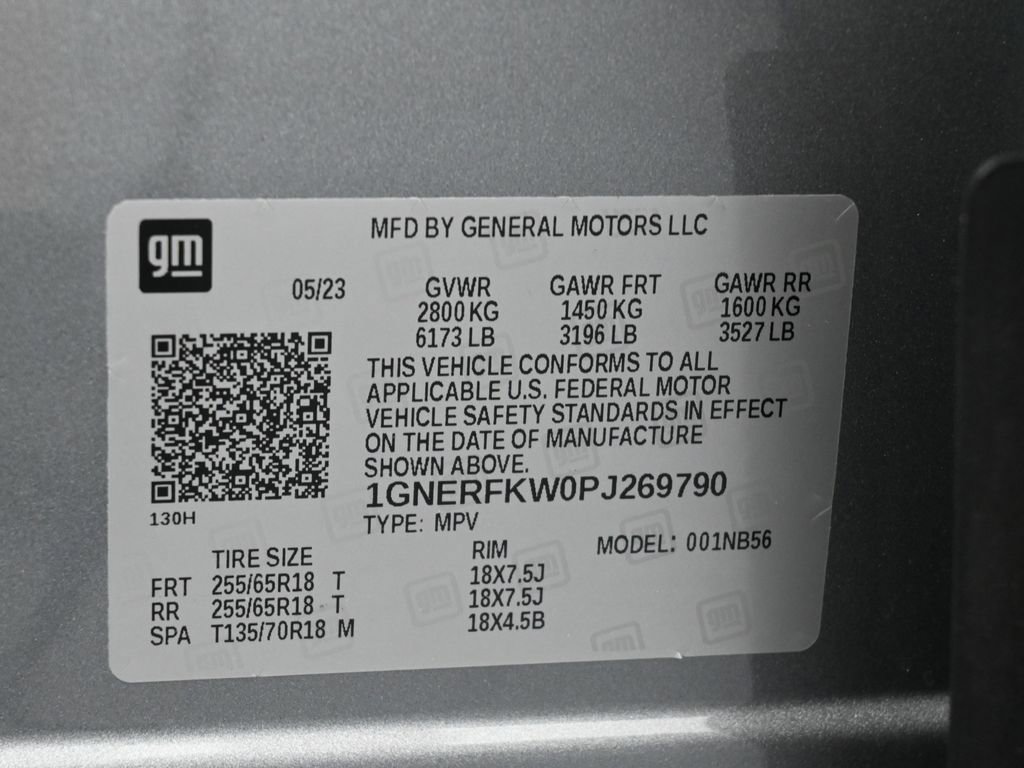 gm
MFD BY GENERAL MOTORS LLC
05/23
GVWR GAWR FRT GAWR RR
2800 KG 1450 KG 1600 KG
6173 LB 3196 LB 3527 LB
THIS VEHICLE CONFORMS TO ALL
APPLICABLE U.S. FEDERAL MOTOR
VEHICLE SAFETY STANDARDS IN EFFECT
ON THE DATE OF MANUFACTURE
SHOWN ABOVE.
1GNERFKW0PJ269790
130H
TYPE: MPV
MODEL: 001NB56
TIRE SIZE RIM
FRT 255/65R18 T 18X7.5J
RR 255/65R18 T 18X7.5J
SPA T135/70R18 M 18X4.5B